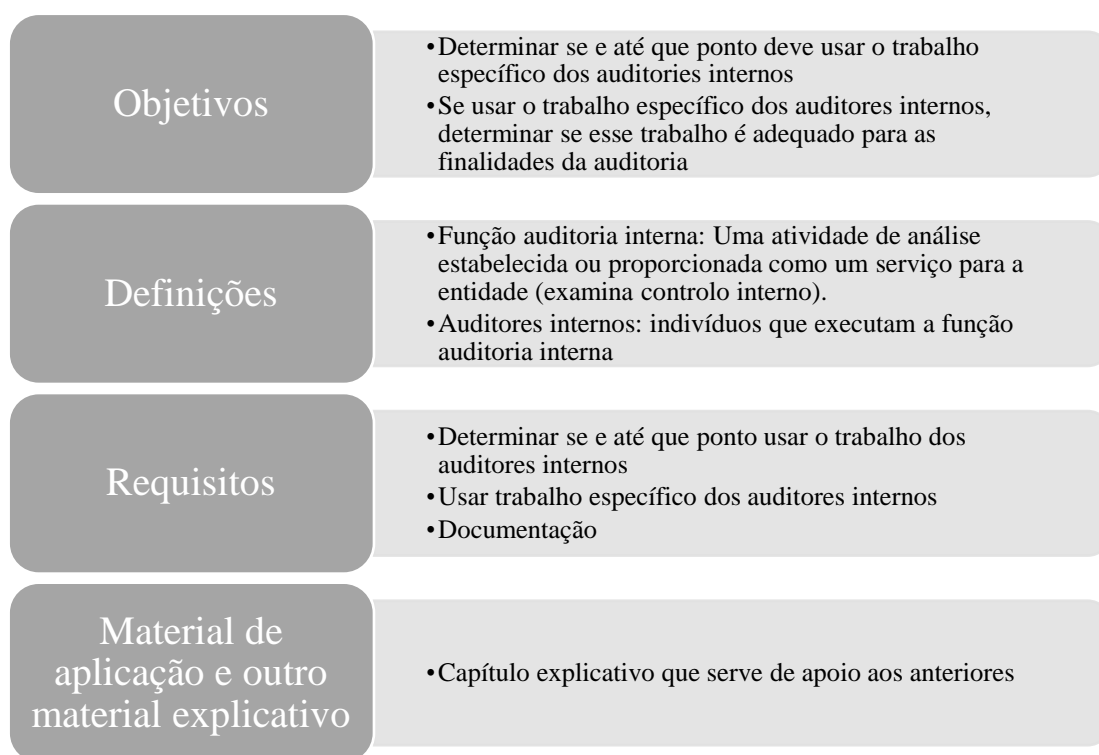 Objetivos
•Determinar se e até que ponto deve usar o trabalho
específico dos auditories internos
•Se usar o trabalho específico dos auditores internos,
determinar se esse trabalho é adequado para as
finalidades da auditoria
Definições
•Função auditoria interna: Uma atividade de análise
estabelecida ou proporcionada como um serviço para a
entidade (examina controlo interno).
•Auditores internos: indivíduos que executam a função
auditoria interna
Requisitos
•Determinar se e até que ponto usar o trabalho dos
auditores internos
•Usar trabalho específico dos auditores internos
•Documentação
Material de
aplicação e outro
material explicativo
•Capítulo explicativo que serve de apoio aos anteriores